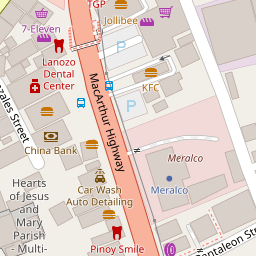 TGP
Jollibee
7-Eleven
Lanozo
Dental
Center
KFC
P
P
P
MacArthur Highway
China Bank
Meralco
Meralco
Car Wash
Auto Detailing
Hearts of
Jesus
and Mary
Parish
- Multi-
Pinoy Smile